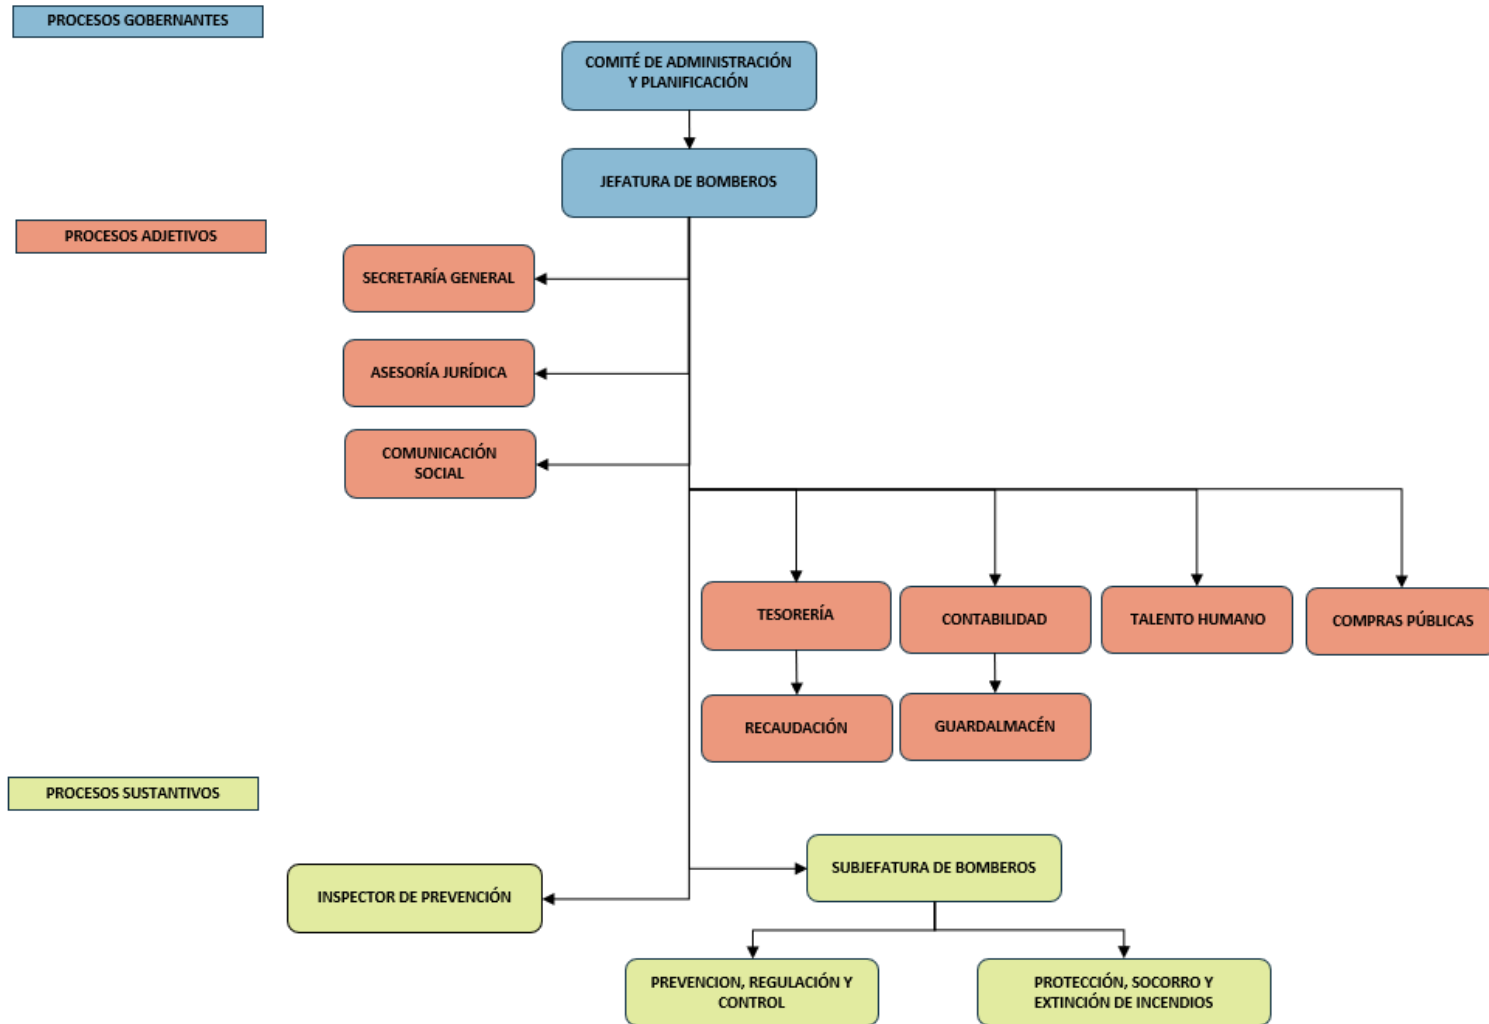 PROCESOS GOBERNANTES
COMITÉ DE ADMINISTRACIÓN
Y PLANIFICACIÓN
JEFATURA DE BOMBEROS
PROCESOS ADJETIVOS
SECRETARÍA GENERAL
ASESORÍA JURÍDICA
COMUNICACIÓN
SOCIAL
TESORERÍA
CONTABILIDAD
TALENTO HUMANO
COMPRAS PÚBLICAS
RECAUDACIÓN
GUARDALMACÉN
PROCESOS SUSTANTIVOS
SUBJEFATURA DE BOMBEROS
INSPECTOR DE PREVENCIÓN
PREVENCION, REGULACIÓN Y
CONTROL
PROTECCIÓN, SOCORRO Y
EXTINCIÓN DE INCENDIOS